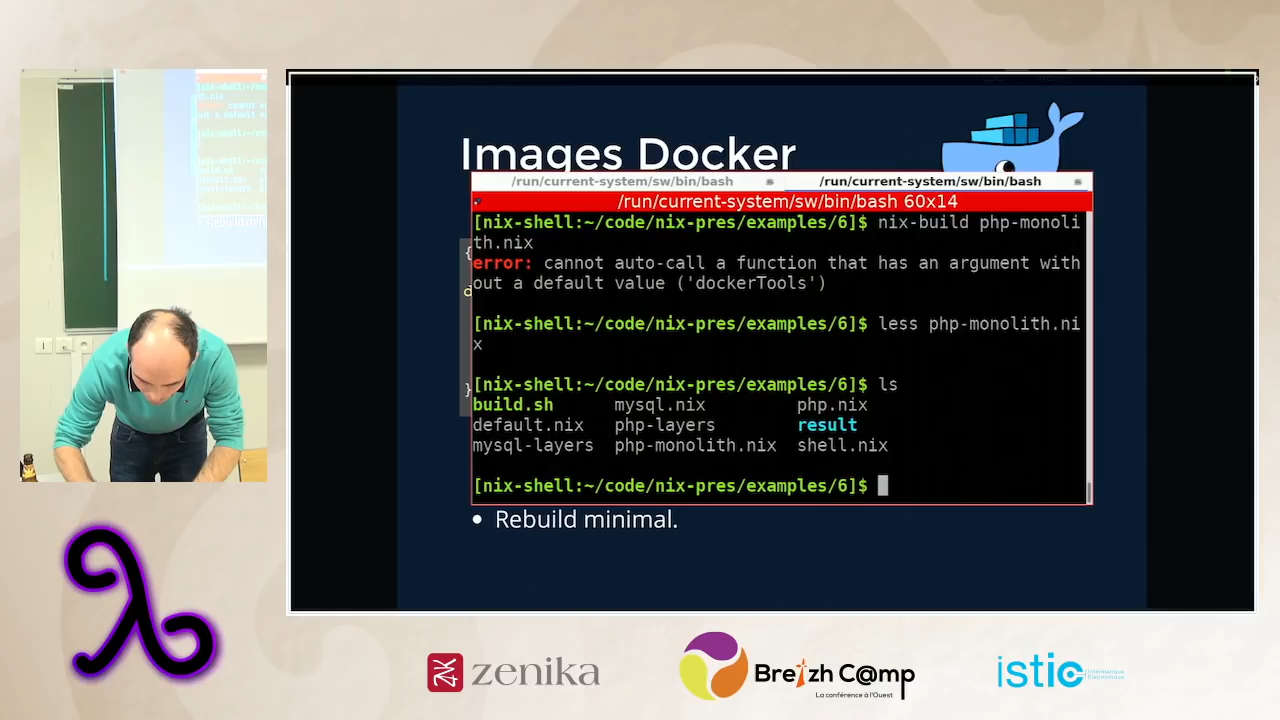 Images Docker
/run/current-system/sw/bin/bash
/run/current-system/sw/bin/bash
/run/current-system/sw/bin/bash 60x14
[nix-shell:~/code/nix-pres/examples/6]$ nix-build php-monoli
th.nix
error: cannot auto-call a function that has an argument with
out a default value ('dockerTools')
[nix-shell:~/code/nix-pres/examples/6]$ less php-monolith.ni
x
[nix-shell:~/code/nix-pres/examples/6]$ ls
build.sh mysql.nix php.nix
default.nix php-layers result
mysql-layers php-monolith.nix shell.nix
[nix-shell:~/code/nix-pres/examples/6]$
{
d
}
• Rebuild minimal.
zenika
Breizh C@mp
La conférence à l'Ouest
istic